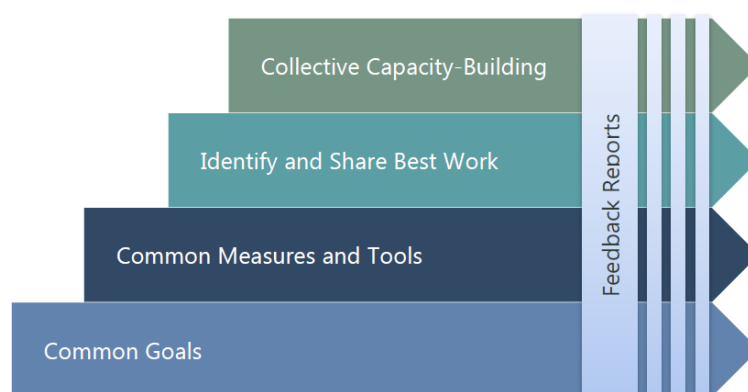 Collective Capacity-Building
Identify and Share Best Work
Common Measures and Tools
Common Goals
Feedback Reports